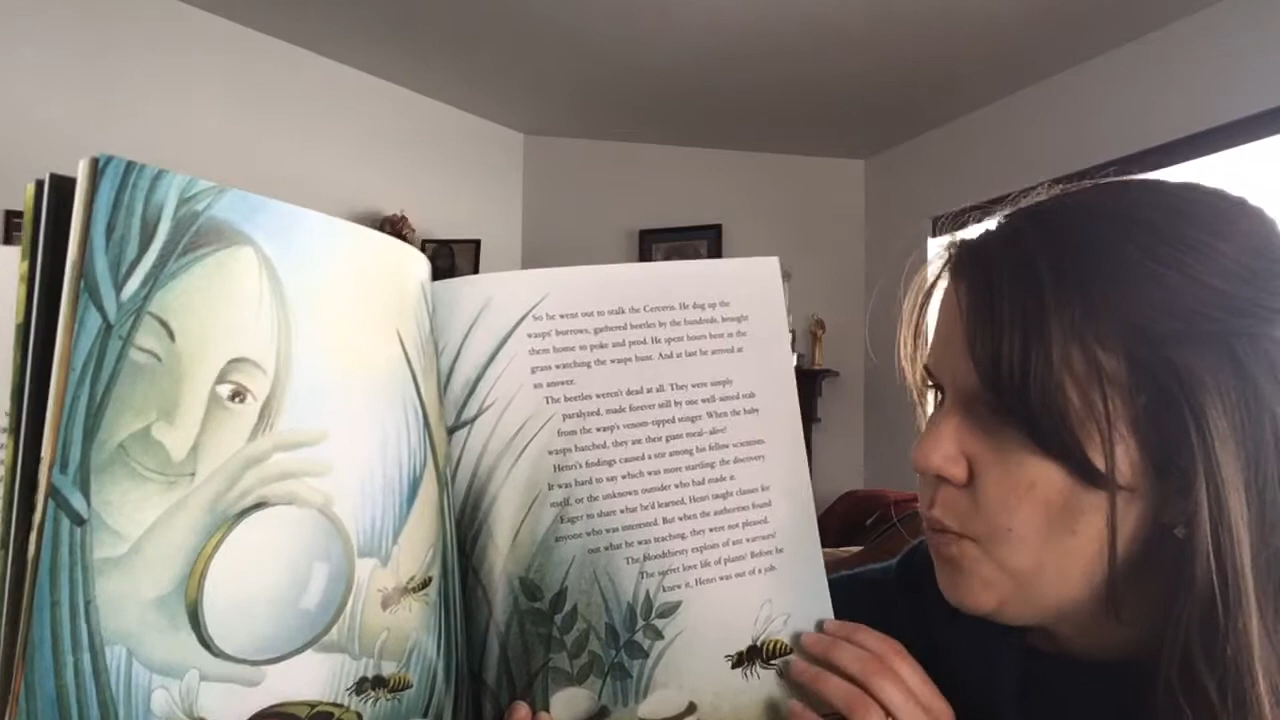 So he went out to stalk the Cerceris. He dug up the
wasps' burrows, gathered beetles by the hundreds, brought
them home to poke and prod. He spent hours bent in the
grass watching the wasps hunt. And at last he arrived at
an answer.
The beetles weren't dead at all. They were simply
paralyzed, made forever still by one well-aimed stab
from the wasp's venom-tipped stinger. When the baby
wasps hatched, they ate their giant meal—alive!
Henri's findings caused a stir among his fellow scientists.
It was hard to say which was more startling: the discovery
itself, or the unknown outsider who had made it.
Eager to share what he'd learned, Henri taught classes for
anyone who was interested. But when the authorities found
out what he was teaching, they were not pleased.
The bloodthirsty exploits of ant warriors!
The secret love life of plants! Before he
knew it, Henri was out of a job.